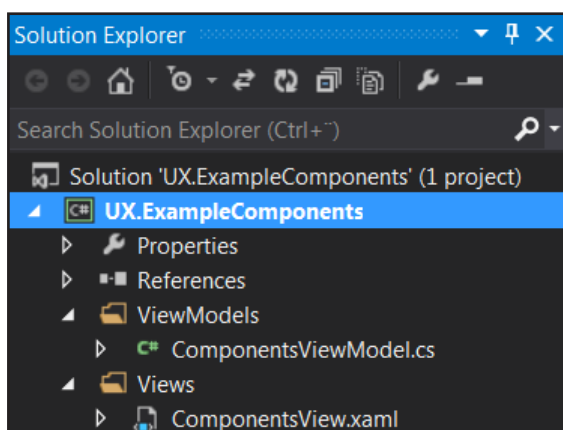 Solution Explorer
Search Solution Explorer (Ctrl+¨)
Solution 'UX.ExampleComponents' (1 project)
C# UX.ExampleComponents
Properties
References
ViewModels
C# ComponentsViewModel.cs
Views
ComponentsView.xaml